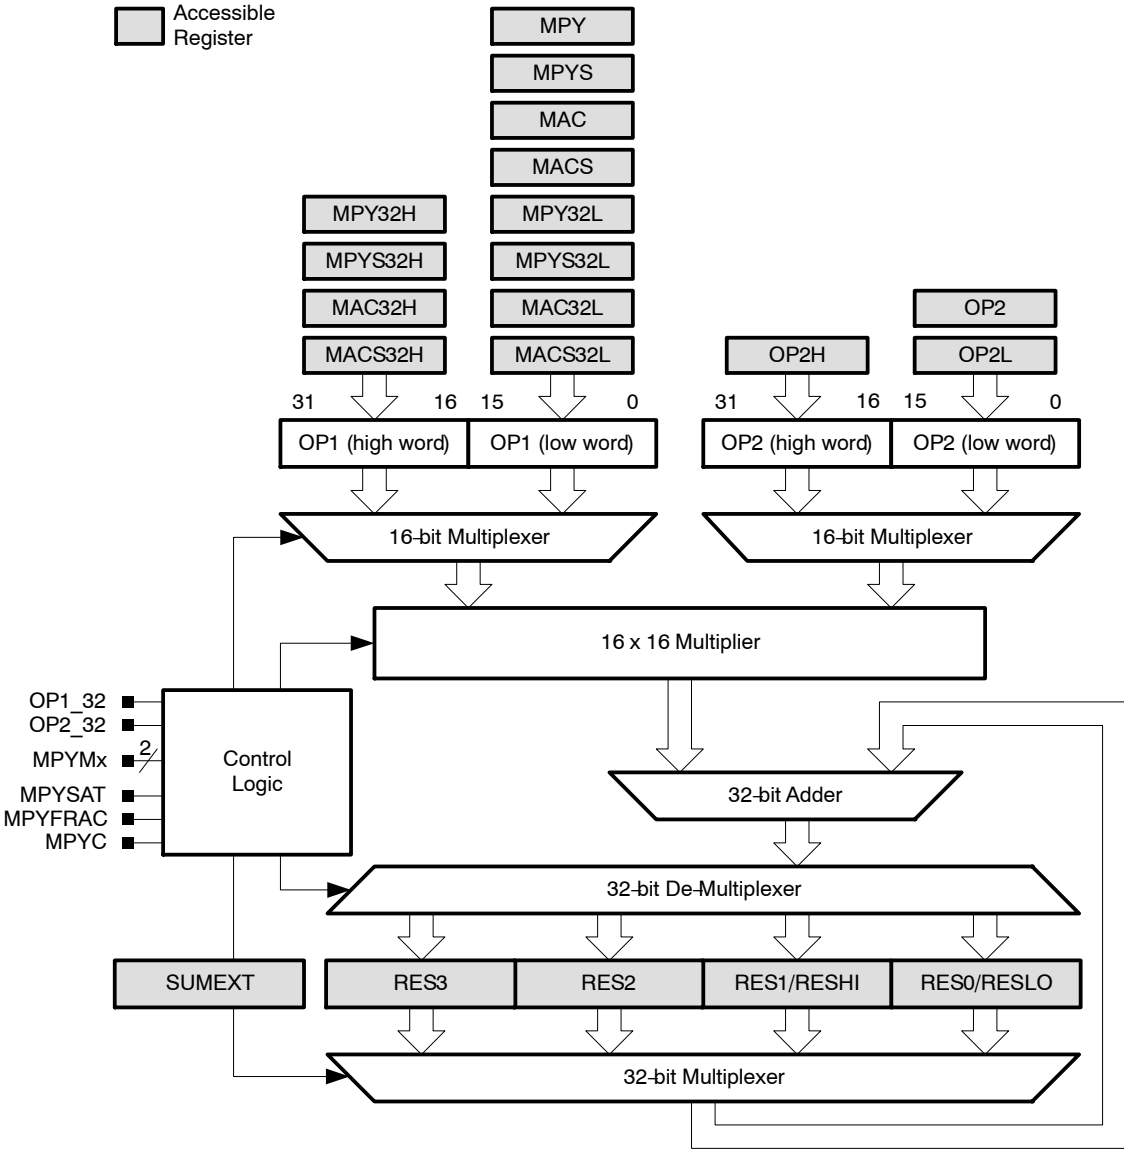 Accessible
Register
MPY
MPYS
MAC
MACS
MPY32H
MPY32L
MPYS32H
MPYS32L
MAC32H
MAC32L
OP2
MACS32H
MACS32L
OP2H
OP2L
31 16 15 0
31 16 15 0
OP1 (high word)
OP1 (low word)
OP2 (high word)
OP2 (low word)
16-bit Multiplexer
16-bit Multiplexer
16 x 16 Multiplier
OP1_32
OP2_32
MPYMx
2
MPYSAT
MPYFRAC
MPYC
Control
Logic
32-bit Adder
32-bit De-Multiplexer
SUMEXT
RES3
RES2
RES1/RESHI
RES0/RESLO
32-bit Multiplexer